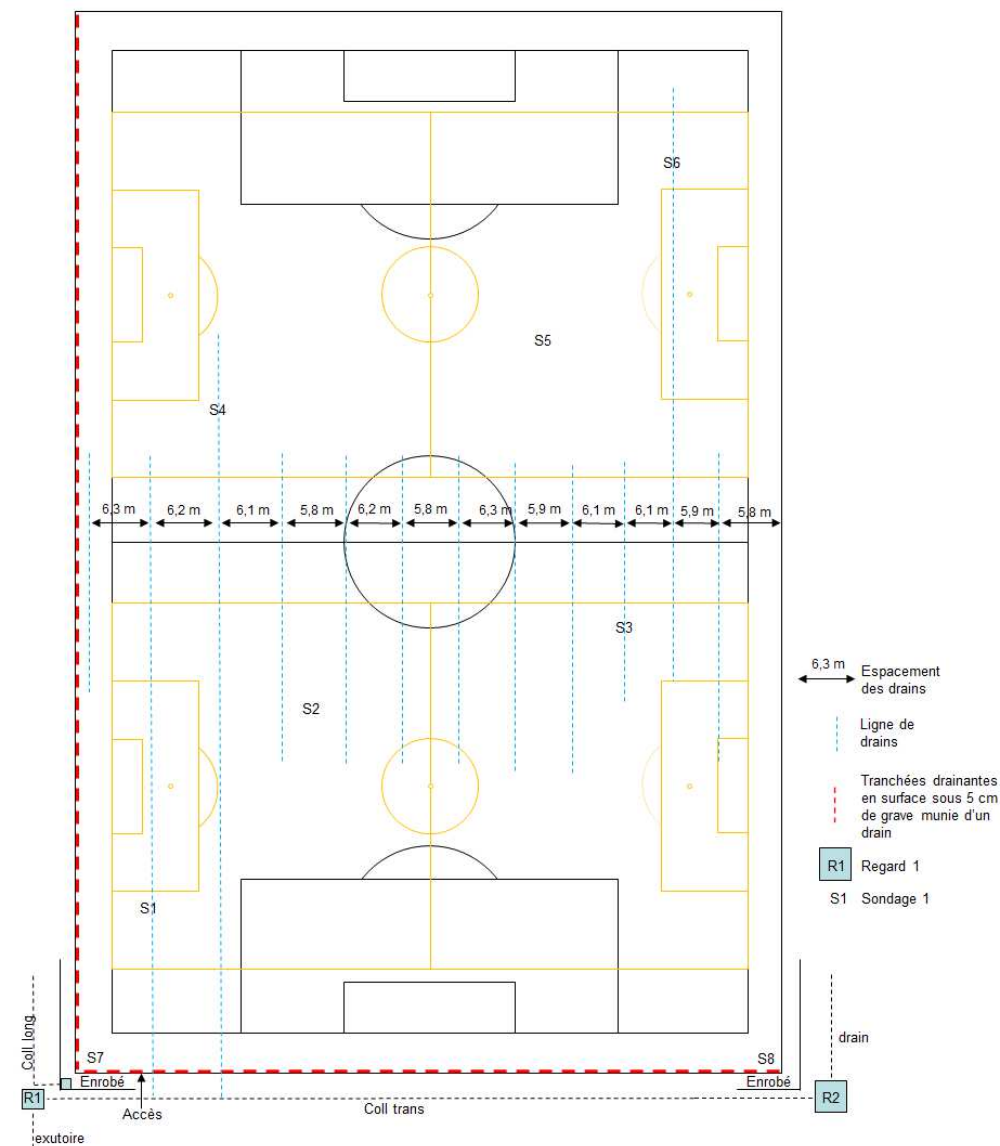 S6
S5
S4
6,3 m
6,2 m
6,1 m
5,8 m
6,2 m
5,8 m
6,3 m
5,9 m
6,1 m
6,1 m
5,9 m
5,8 m
S3
S2
6,3 m
Espacement
des drains
Ligne de
drains
Tranchées drainantes
en surface sous 5 cm
de grave munie d'un
drain
R1 Regard 1
S1 Sondage 1
S1
Coll long
drain
S7
S8
Enrobé
Enrobé
R1
Accès
Coll trans
R2
exutoire